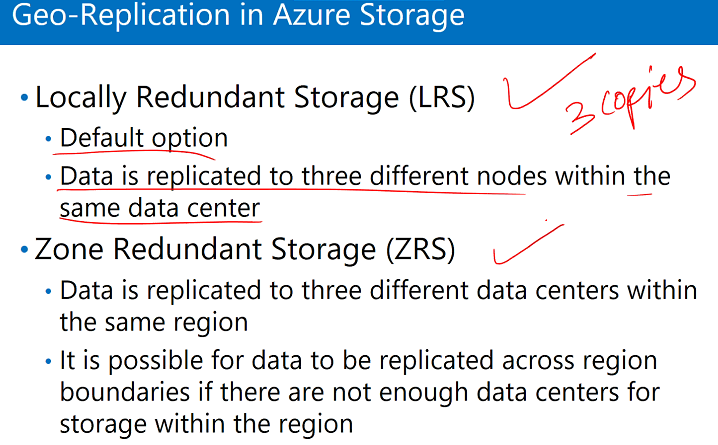 Geo-Replication in Azure Storage
• Locally Redundant Storage (LRS)
3 copies
• Default option
• Data is replicated to three different nodes within the
same data center
• Zone Redundant Storage (ZRS)
• Data is replicated to three different data centers within
the same region
• It is possible for data to be replicated across region
boundaries if there are not enough data centers for
storage within the region